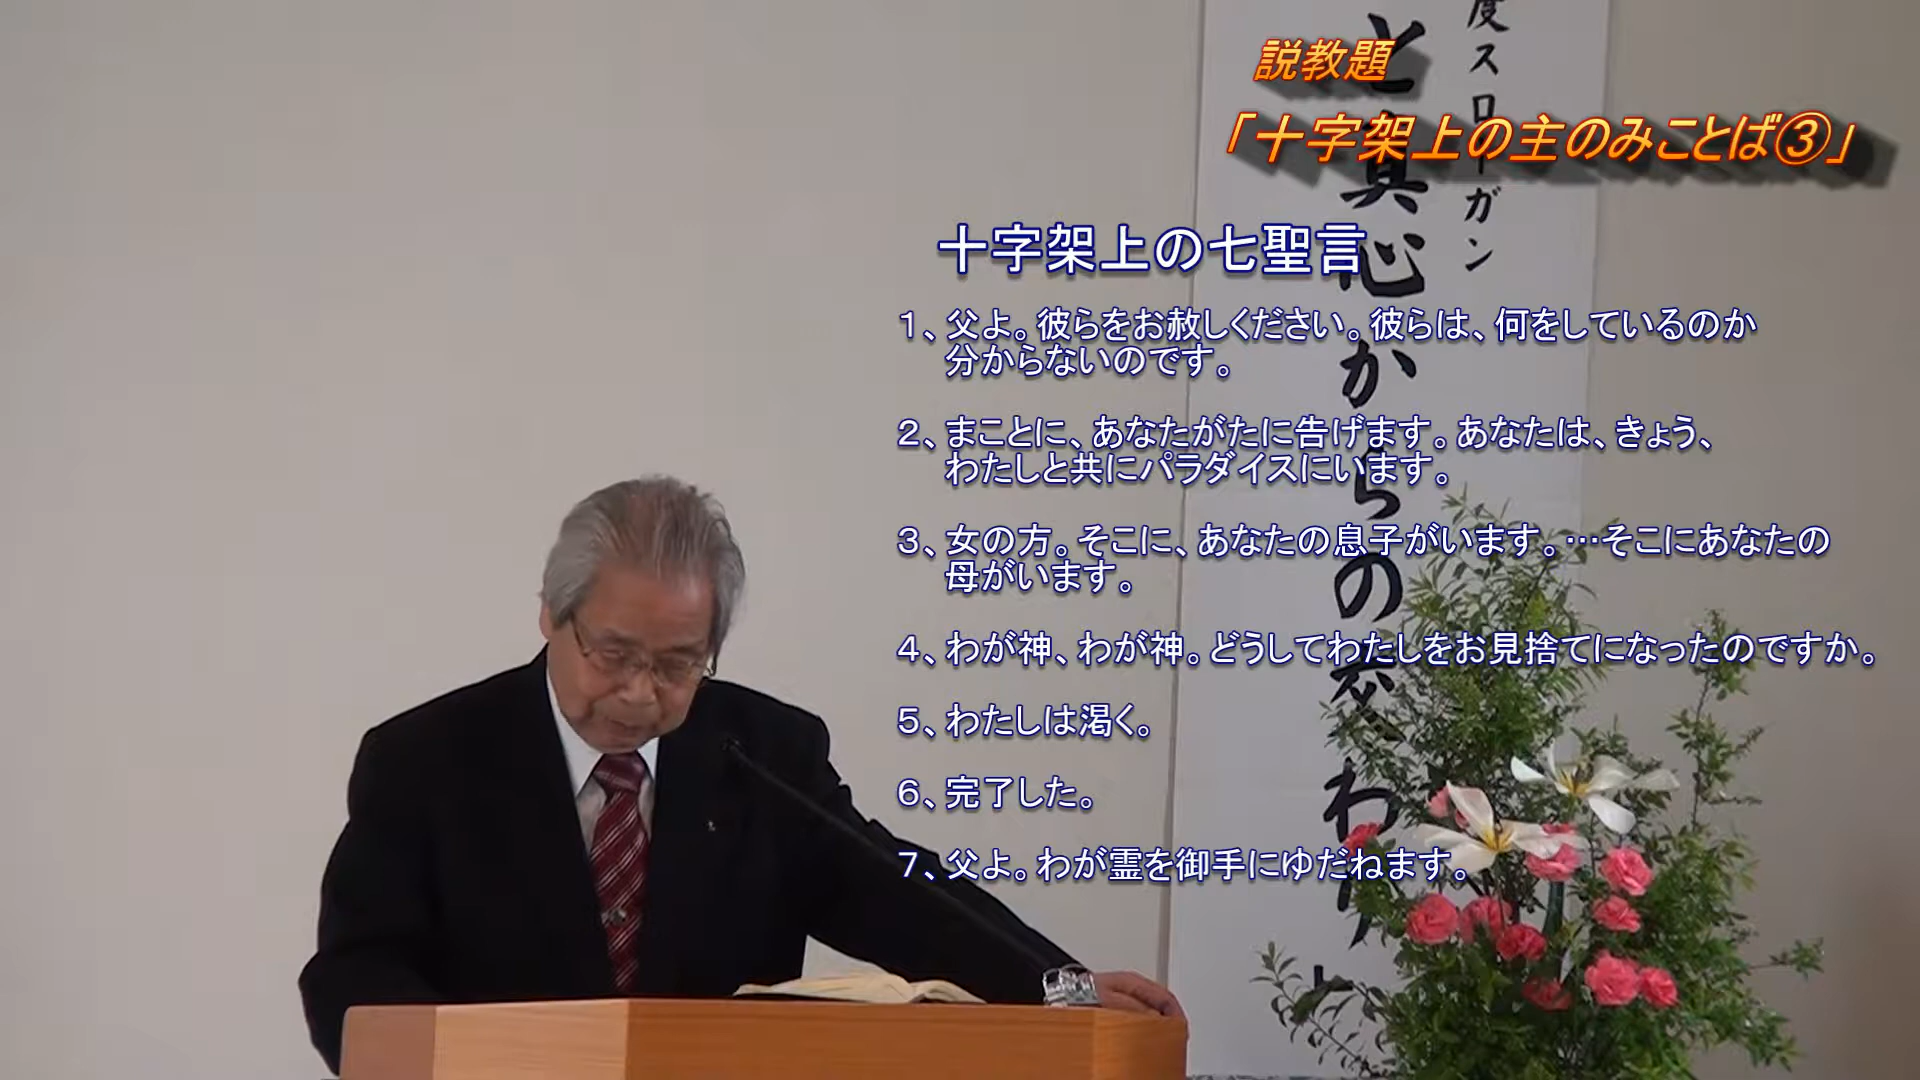 説教題
「十字架上の主のみことば③」
十字架上の七聖言
１、父よ。彼らをお赦しください。彼らは、何をしているのか
分からないのです。
２、まことに、あなたがたに告げます。あなたは、きょう、
わたしと共にパラダイスにいます。
３、女の方。そこに、あなたの息子がいます。…そこにあなたの
母がいます。
４、わが神、わが神。どうしてわたしをお見捨てになったのですか。
５、わたしは渇く。
６、完了した。
７、父よ。わが霊を御手にゆだねます。
度スローガン
と真心からの